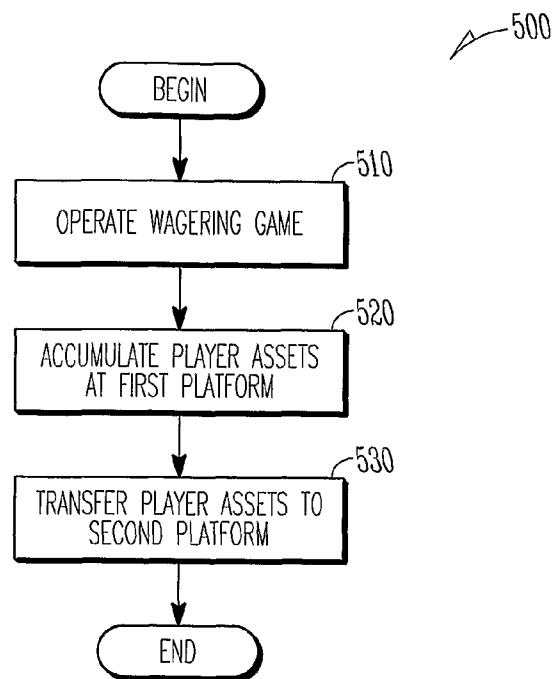 500
BEGIN
510
OPERATE WAGERING GAME
520
ACCUMULATE PLAYER ASSETS
AT FIRST PLATFORM
530
TRANSFER PLAYER ASSETS TO
SECOND PLATFORM
END